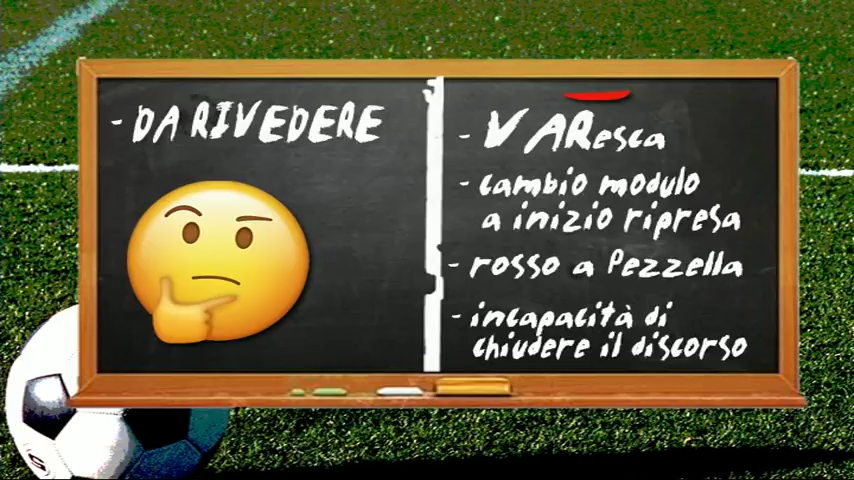 - DA RIVEDERE
- VAResca
- cambio modulo
a inizio ripresa
- rosso a Pezzella
- incapacità di
chiudere il discorso